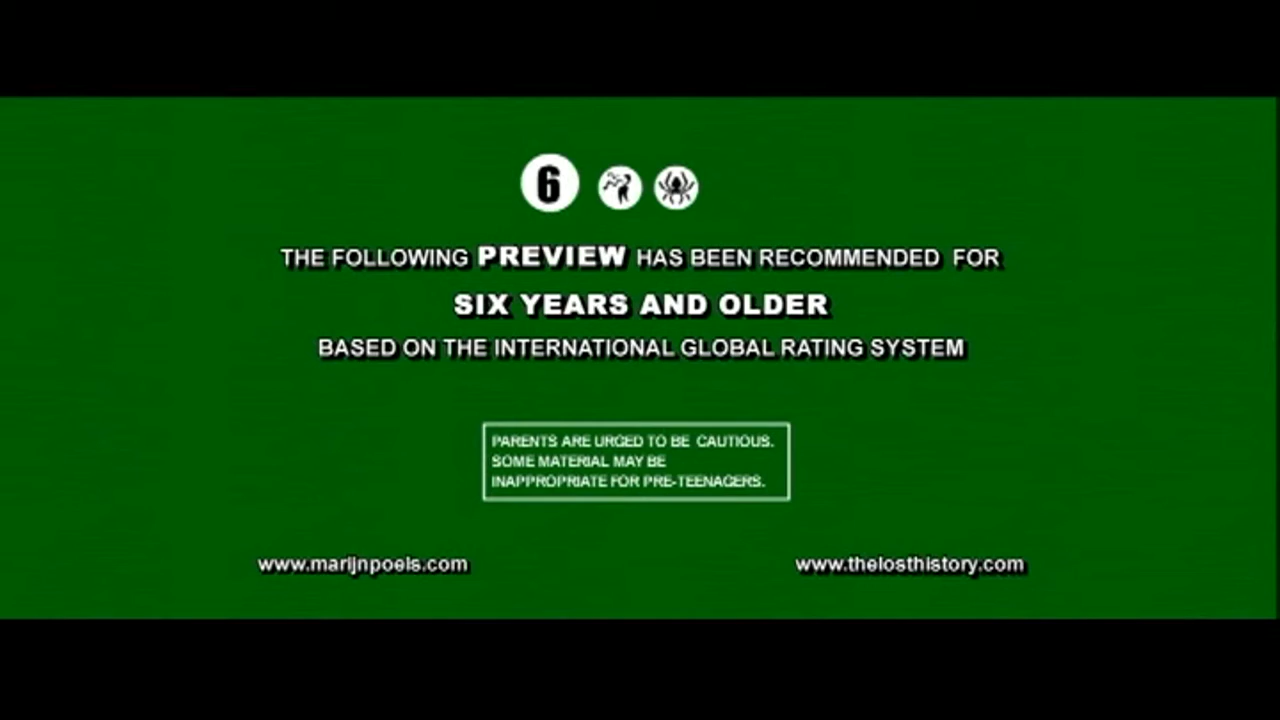 6
THE FOLLOWING PREVIEW HAS BEEN RECOMMENDED FOR
SIX YEARS AND OLDER
BASED ON THE INTERNATIONAL GLOBAL RATING SYSTEM
PARENTS ARE URGED TO BE CAUTIOUS.
SOME MATERIAL MAY BE
INAPPROPRIATE FOR PRE-TEENAGERS.
www.marijnpoels.com
www.thelosthistory.com